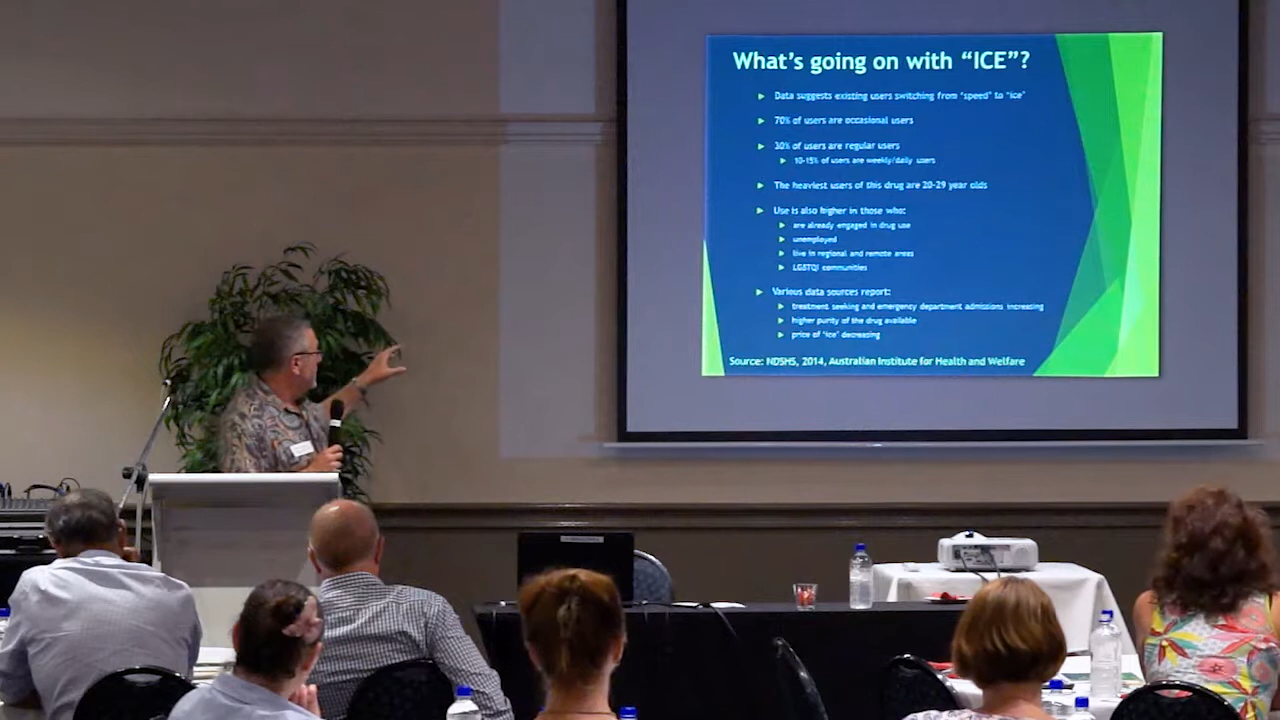 What's going on with “ICE”?
Data suggests existing users switching from “speed” to “ice”
70% of users are occasional users
30% of users are regular users
10-15% of users are weekly/daily users
The heaviest users of this drug are 20-29 year olds
Use is also higher in those who:
are already engaged in drug use
unemployed
live in regional and remote areas
LGBTQI communities
Various data sources report:
treatment seeking and emergency department admissions increasing
higher purity of the drug available
price of “ice” decreasing
Source: NDSHS, 2014, Australian Institute for Health and Welfare